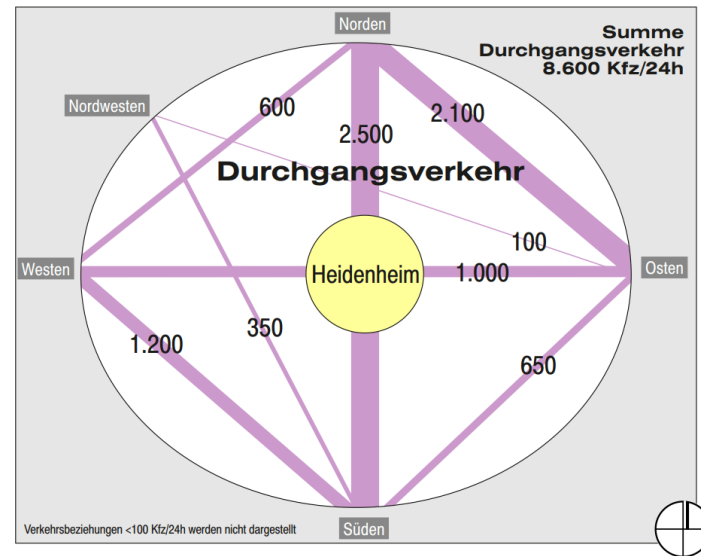 Norden
Summe
Durchgangsverkehr
8.600 Kfz/24h
Nordwesten
600
2.500
2.100
Durchgangsverkehr
100
Westen
Heidenheim
1.000
Osten
1.200
350
650
Verkehrsbeziehungen <100 Kfz/24h werden nicht dargestellt
Süden